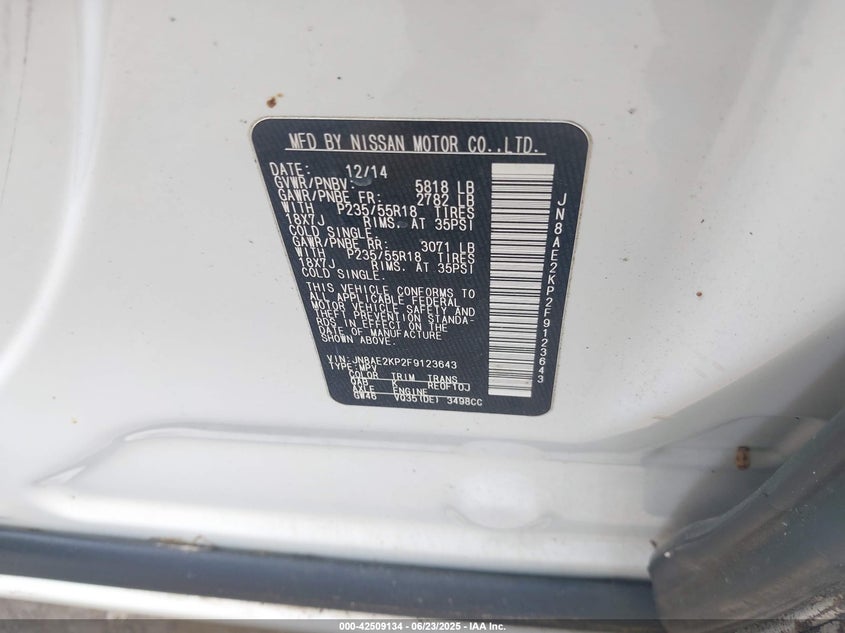 MFD BY NISSAN MOTOR CO.,LTD.
DATE: 12/14
GVWR/PNBV: 5818 LB
GAWR/PNBE FR: 2782 LB
WITH P235/55R18 TIRES
18X7J RIMS. AT 35PSI
COLD SINGLE.
GAWR/PNBE RR: 3071 LB
WITH P235/55R18 TIRES
18X7J RIMS. AT 35PSI
COLD SINGLE.
THIS VEHICLE CONFORMS TO
ALL APPLICABLE FEDERAL
MOTOR VEHICLE SAFETY AND
THEFT PREVENTION STANDA-
RDS IN EFFECT ON THE
DATE OF MANUFACTURE
SHOWN ABOVE.
VIN: JN8AE2KP2F9123643
TYPE: MPV
COLOR TRIM TRANS
QAB K RE0F10J
AXLE ENGINE
GW46 VQ35(DE) 3498CC
JN8AE2KP2F9123643
000-42509134 - 06/23/2025 - IAA Inc.